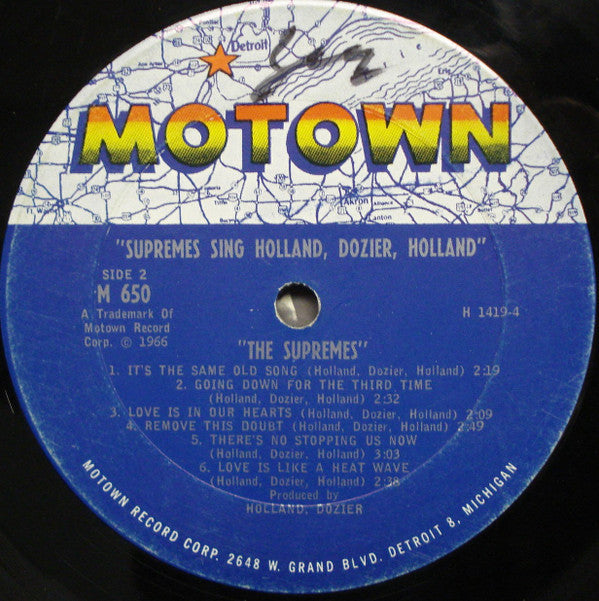 Detroit
MOTOWN
Akron
Canton
"SUPREMES SING HOLLAND, DOZIER, HOLLAND"
SIDE 2
M 650
A Trademark Of
Motown Record
Corp. © 1966
H 1419-4
"THE SUPREMES"
1. IT'S THE SAME OLD SONG (Holland, Dozier, Holland) 2:19
2. GOING DOWN FOR THE THIRD TIME
(Holland, Dozier, Holland) 2:32
3. LOVE IS IN OUR HEARTS (Holland, Dozier, Holland) 2:09
4. REMOVE THIS DOUBT (Holland, Dozier, Holland) 2:49
5. THERE'S NO STOPPING US NOW
(Holland, Dozier, Holland) 3:03
6. LOVE IS LIKE A HEAT WAVE
(Holland, Dozier, Holland) 2:38
Produced by
HOLLAND, DOZIER
MOTOWN RECORD CORP. 2648 W. GRAND BLVD. DETROIT 8, MICHIGAN